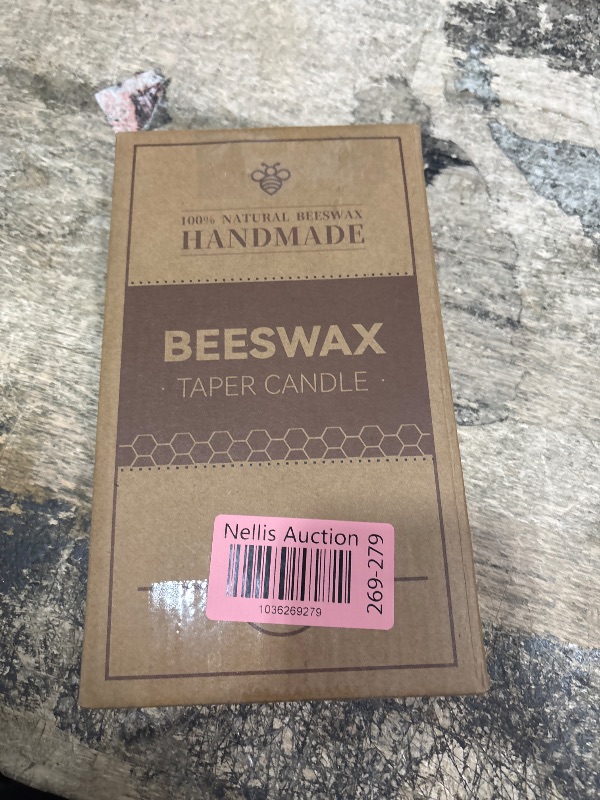 100% NATURAL BEESWAX
HANDMADE
BEESWAX
· TAPER CANDLE ·
Nellis Auction
1036269279
269-279